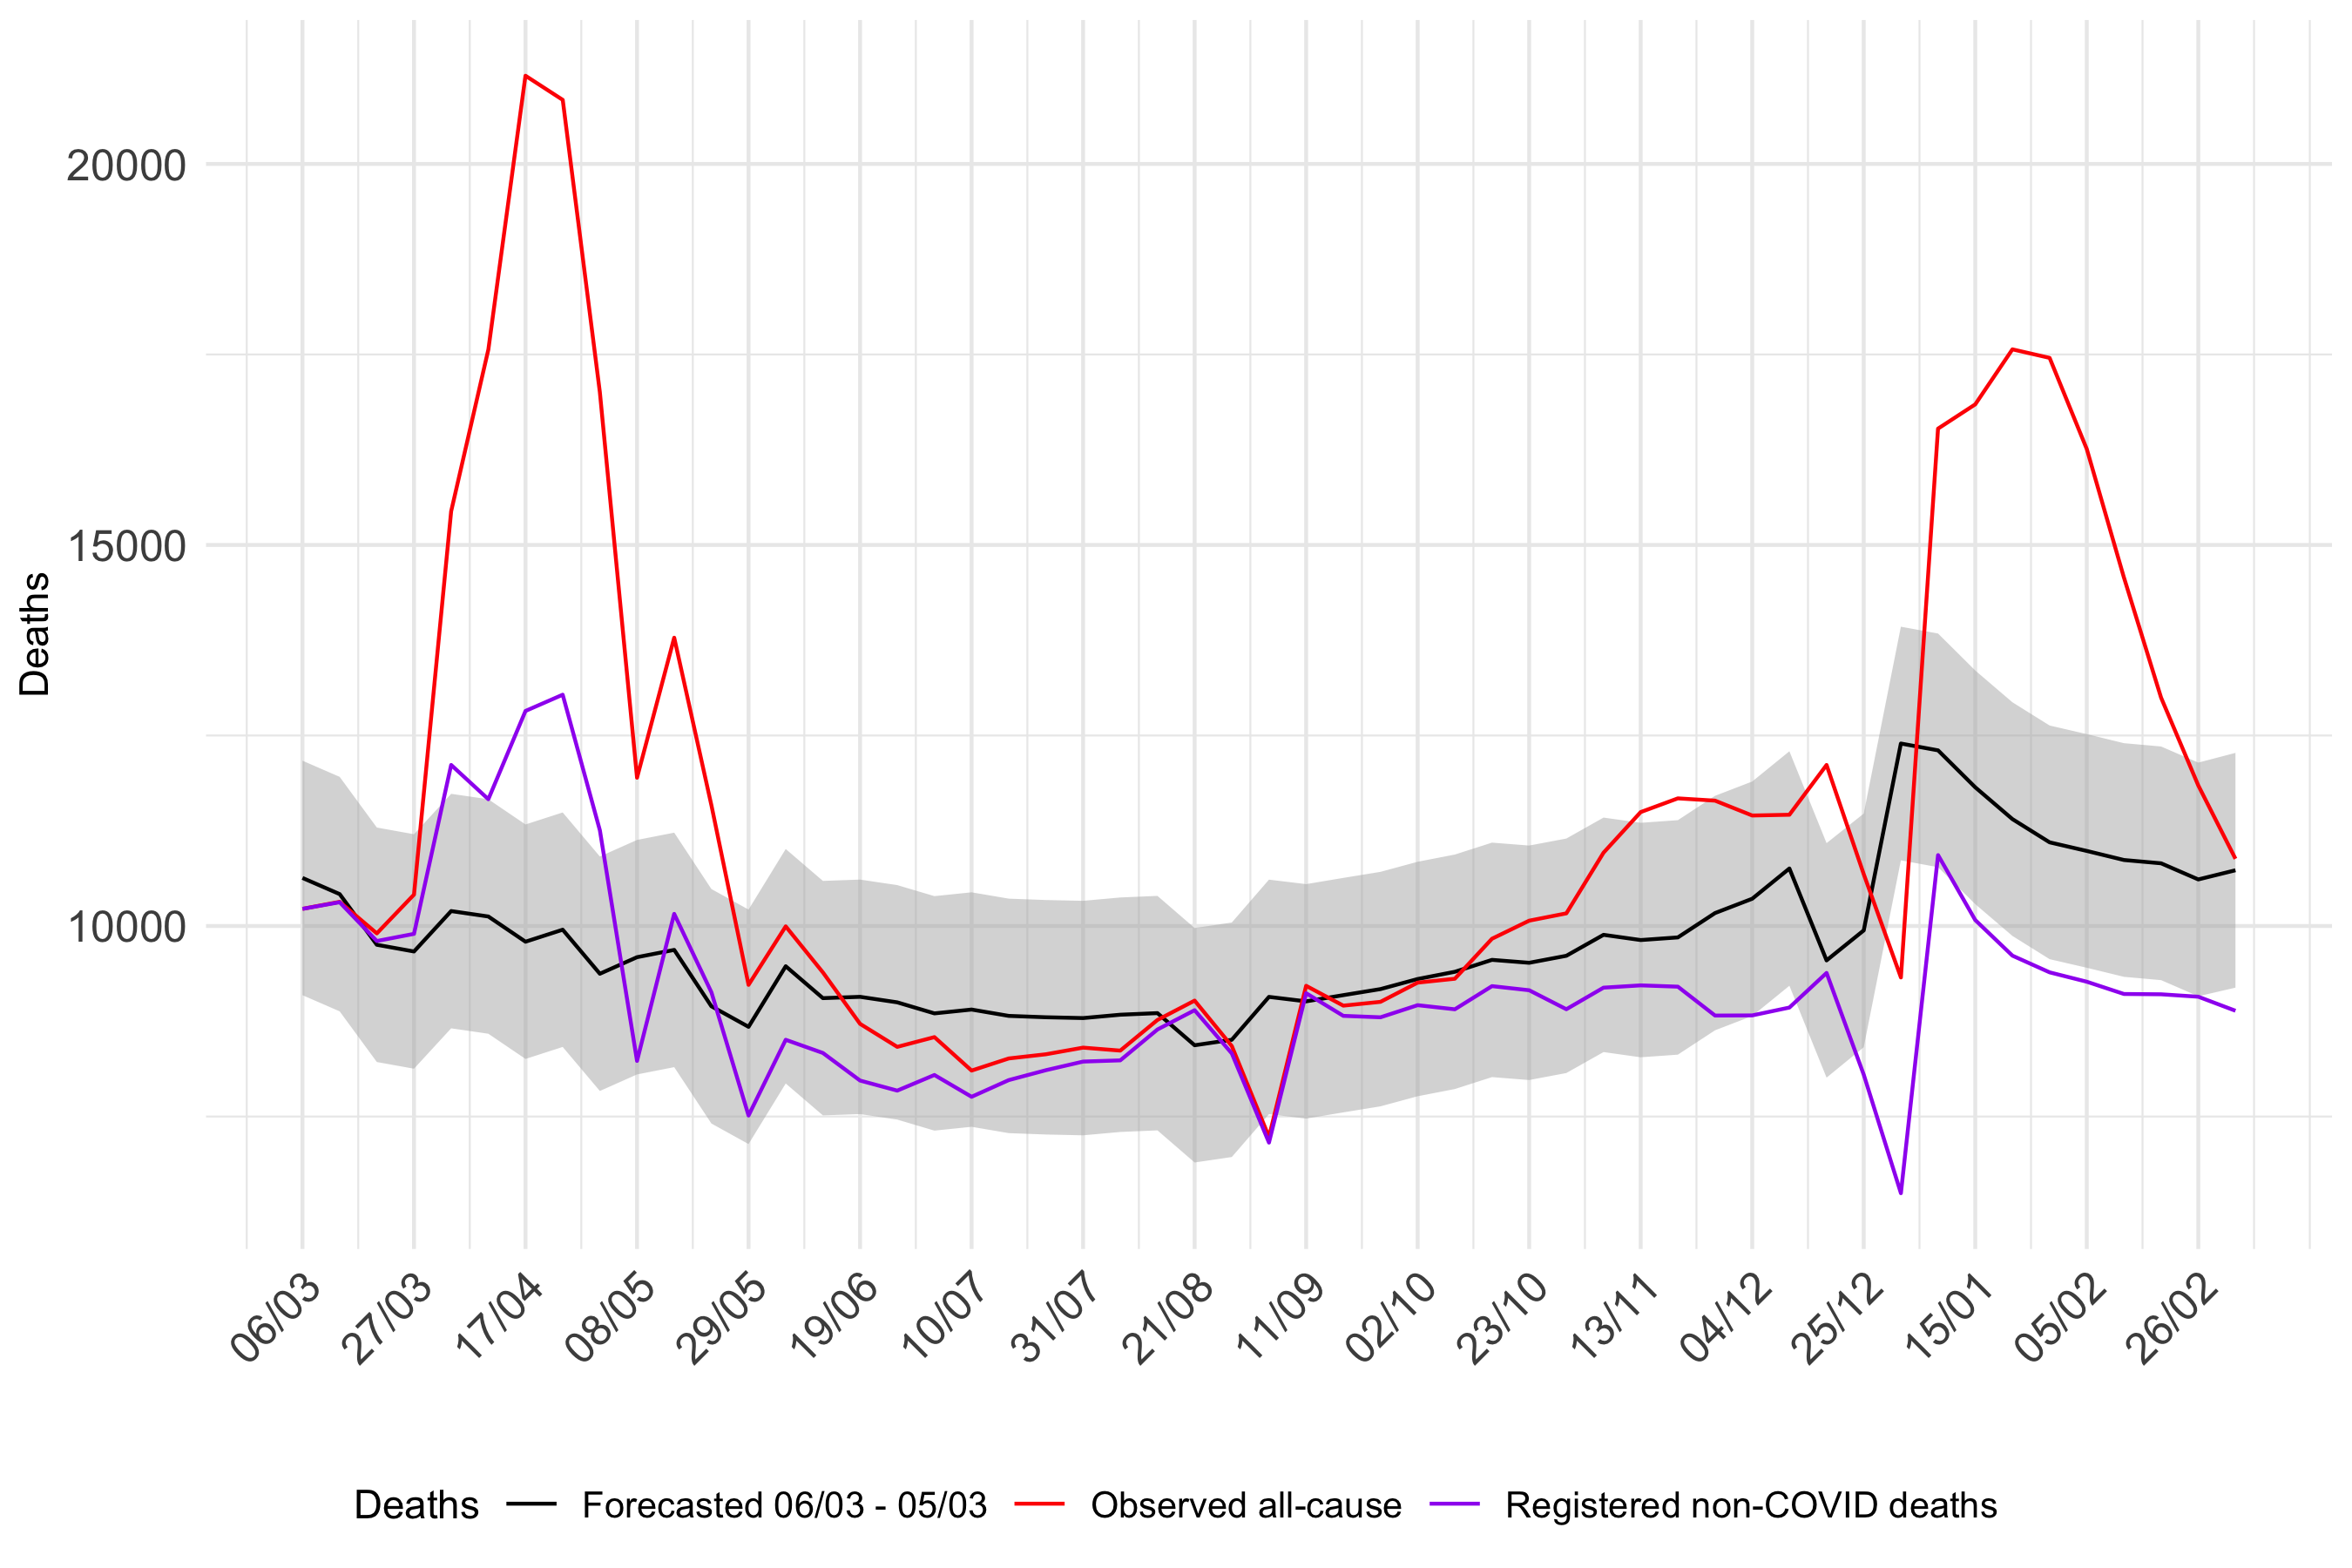 Deaths
20000
15000
10000
06/03 27/03 17/04 08/05 29/05 19/06 10/07 31/07 21/08 11/09 02/10 23/10 13/11 04/12 25/12 15/01 05/02 26/02
Deaths Forecasted 06/03 - 05/03 Observed all-cause Registered non-COVID deaths